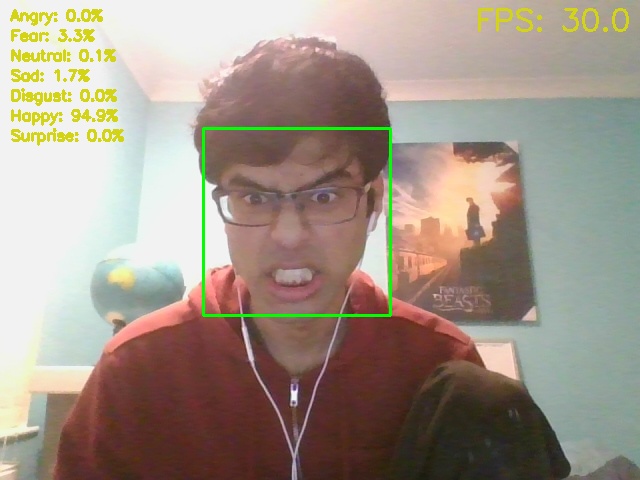 Angry: 0.0%
Fear: 3.3%
Neutral: 0.1%
Sad: 1.7%
Disgust: 0.0%
Happy: 94.9%
Surprise: 0.0%
FPS: 30.0
FANTASTIC
BEASTS